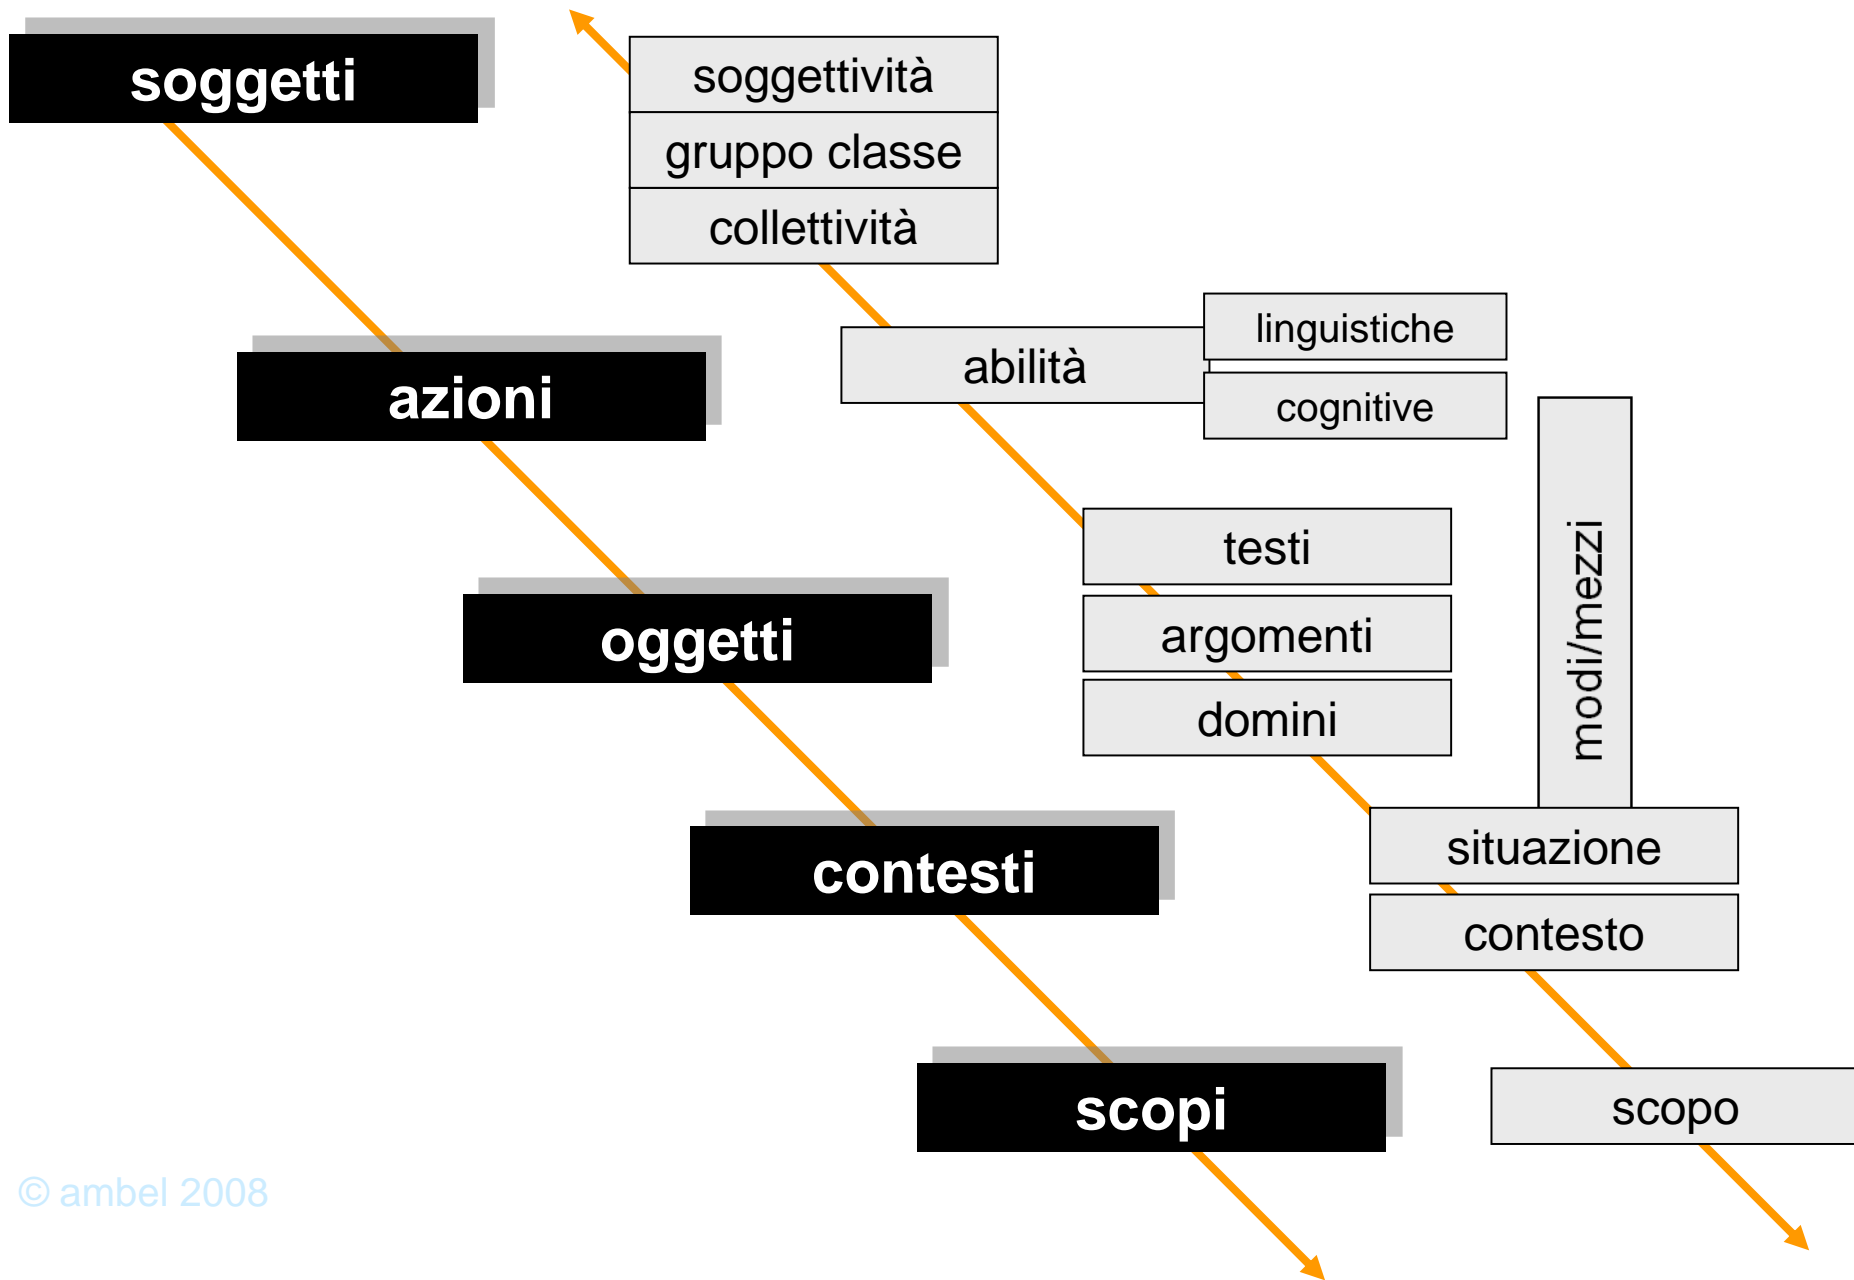 soggetti
soggettività
gruppo classe
collettività
linguistiche
abilità
azioni
cognitive
testi
modi/mezzi
argomenti
oggetti
domini
situazione
contesti
contesto
scopi
scopo
© ambel 2008